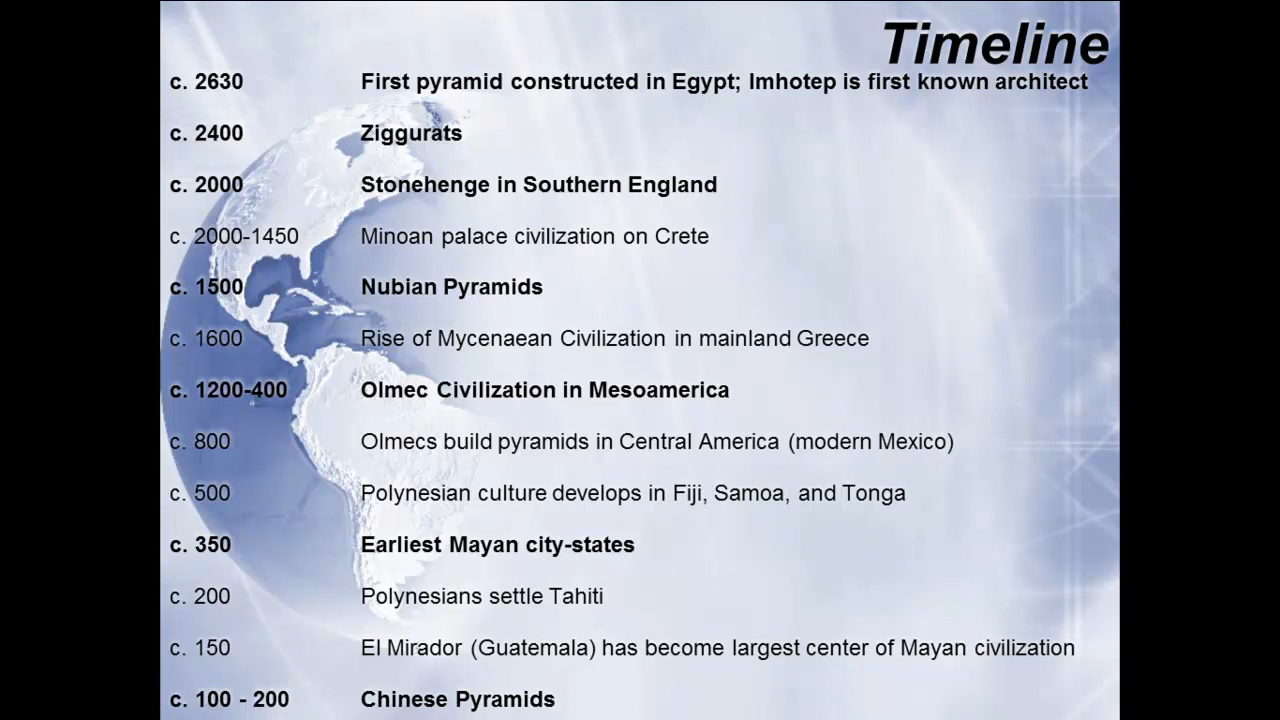 Timeline
c. 2630 First pyramid constructed in Egypt; Imhotep is first known architect
c. 2400 Ziggurats
c. 2000 Stonehenge in Southern England
c. 2000-1450 Minoan palace civilization on Crete
c. 1500 Nubian Pyramids
c. 1600 Rise of Mycenaean Civilization in mainland Greece
c. 1200-400 Olmec Civilization in Mesoamerica
c. 800 Olmecs build pyramids in Central America (modern Mexico)
c. 500 Polynesian culture develops in Fiji, Samoa, and Tonga
c. 350 Earliest Mayan city-states
c. 200 Polynesians settle Tahiti
c. 150 El Mirador (Guatemala) has become largest center of Mayan civilization
c. 100 - 200 Chinese Pyramids